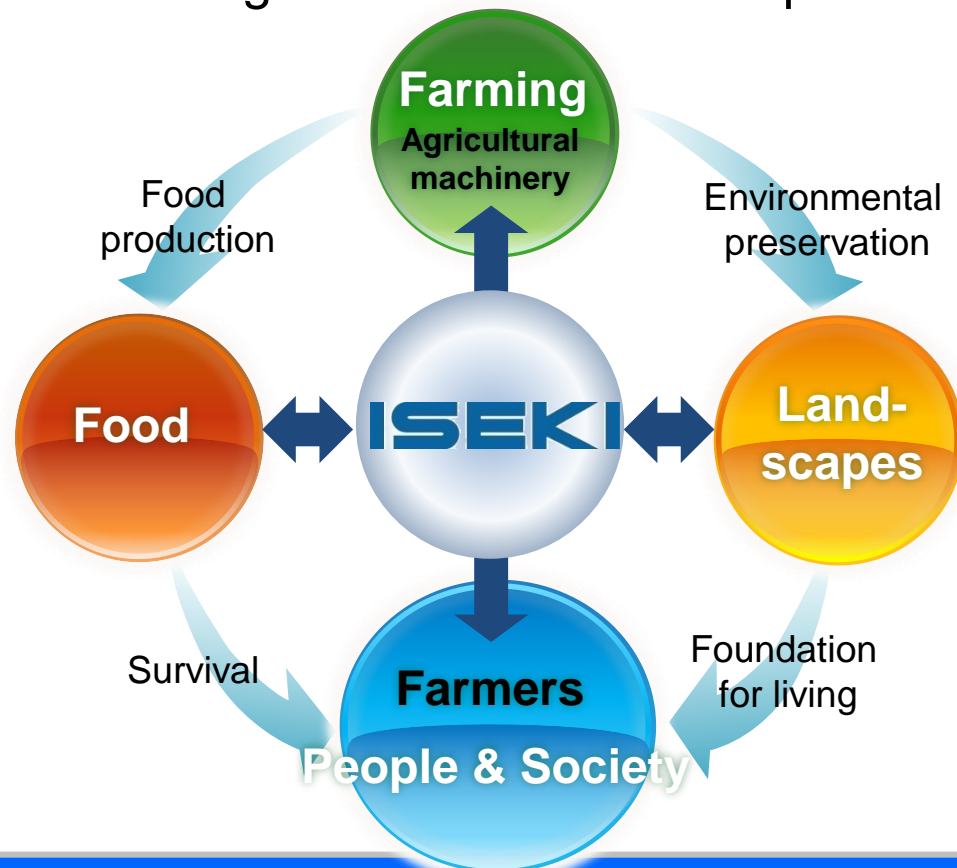 Farming
Agricultural
machinery
Food
production
Environmental
preservation
Food
ISEKI
Land-
scapes
Survival
Foundation
for living
Farmers
People & Society